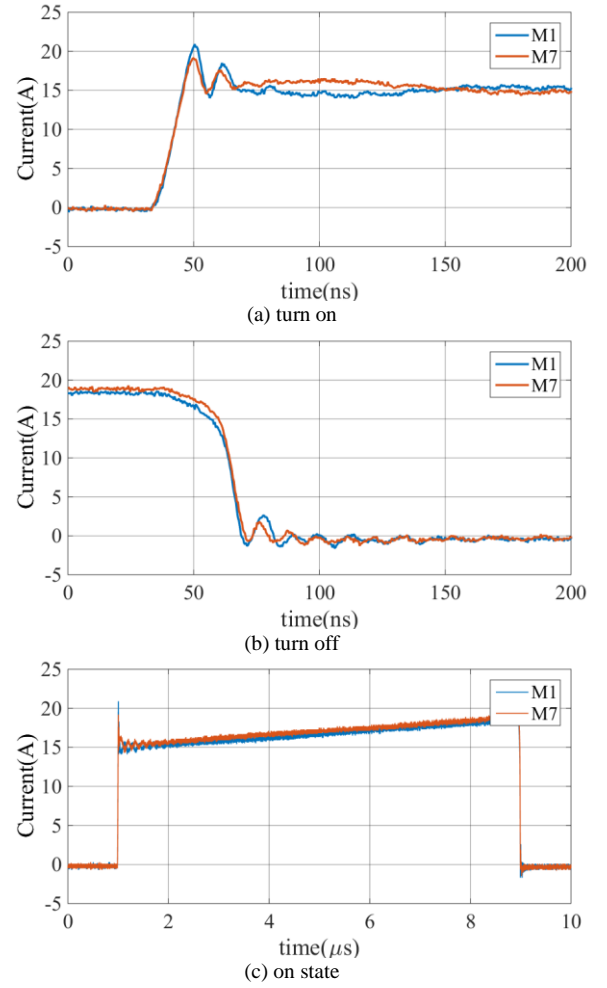 25
20
15
10
5
0
-5
Current(A)
M1
M7
0 50 100 150 200
time(ns)
(a) turn on
25
20
15
10
5
0
-5
Current(A)
M1
M7
0 50 100 150 200
time(ns)
(b) turn off
25
20
15
10
5
0
-5
Current(A)
M1
M7
0 2 4 6 8 10
time(μs)
(c) on state